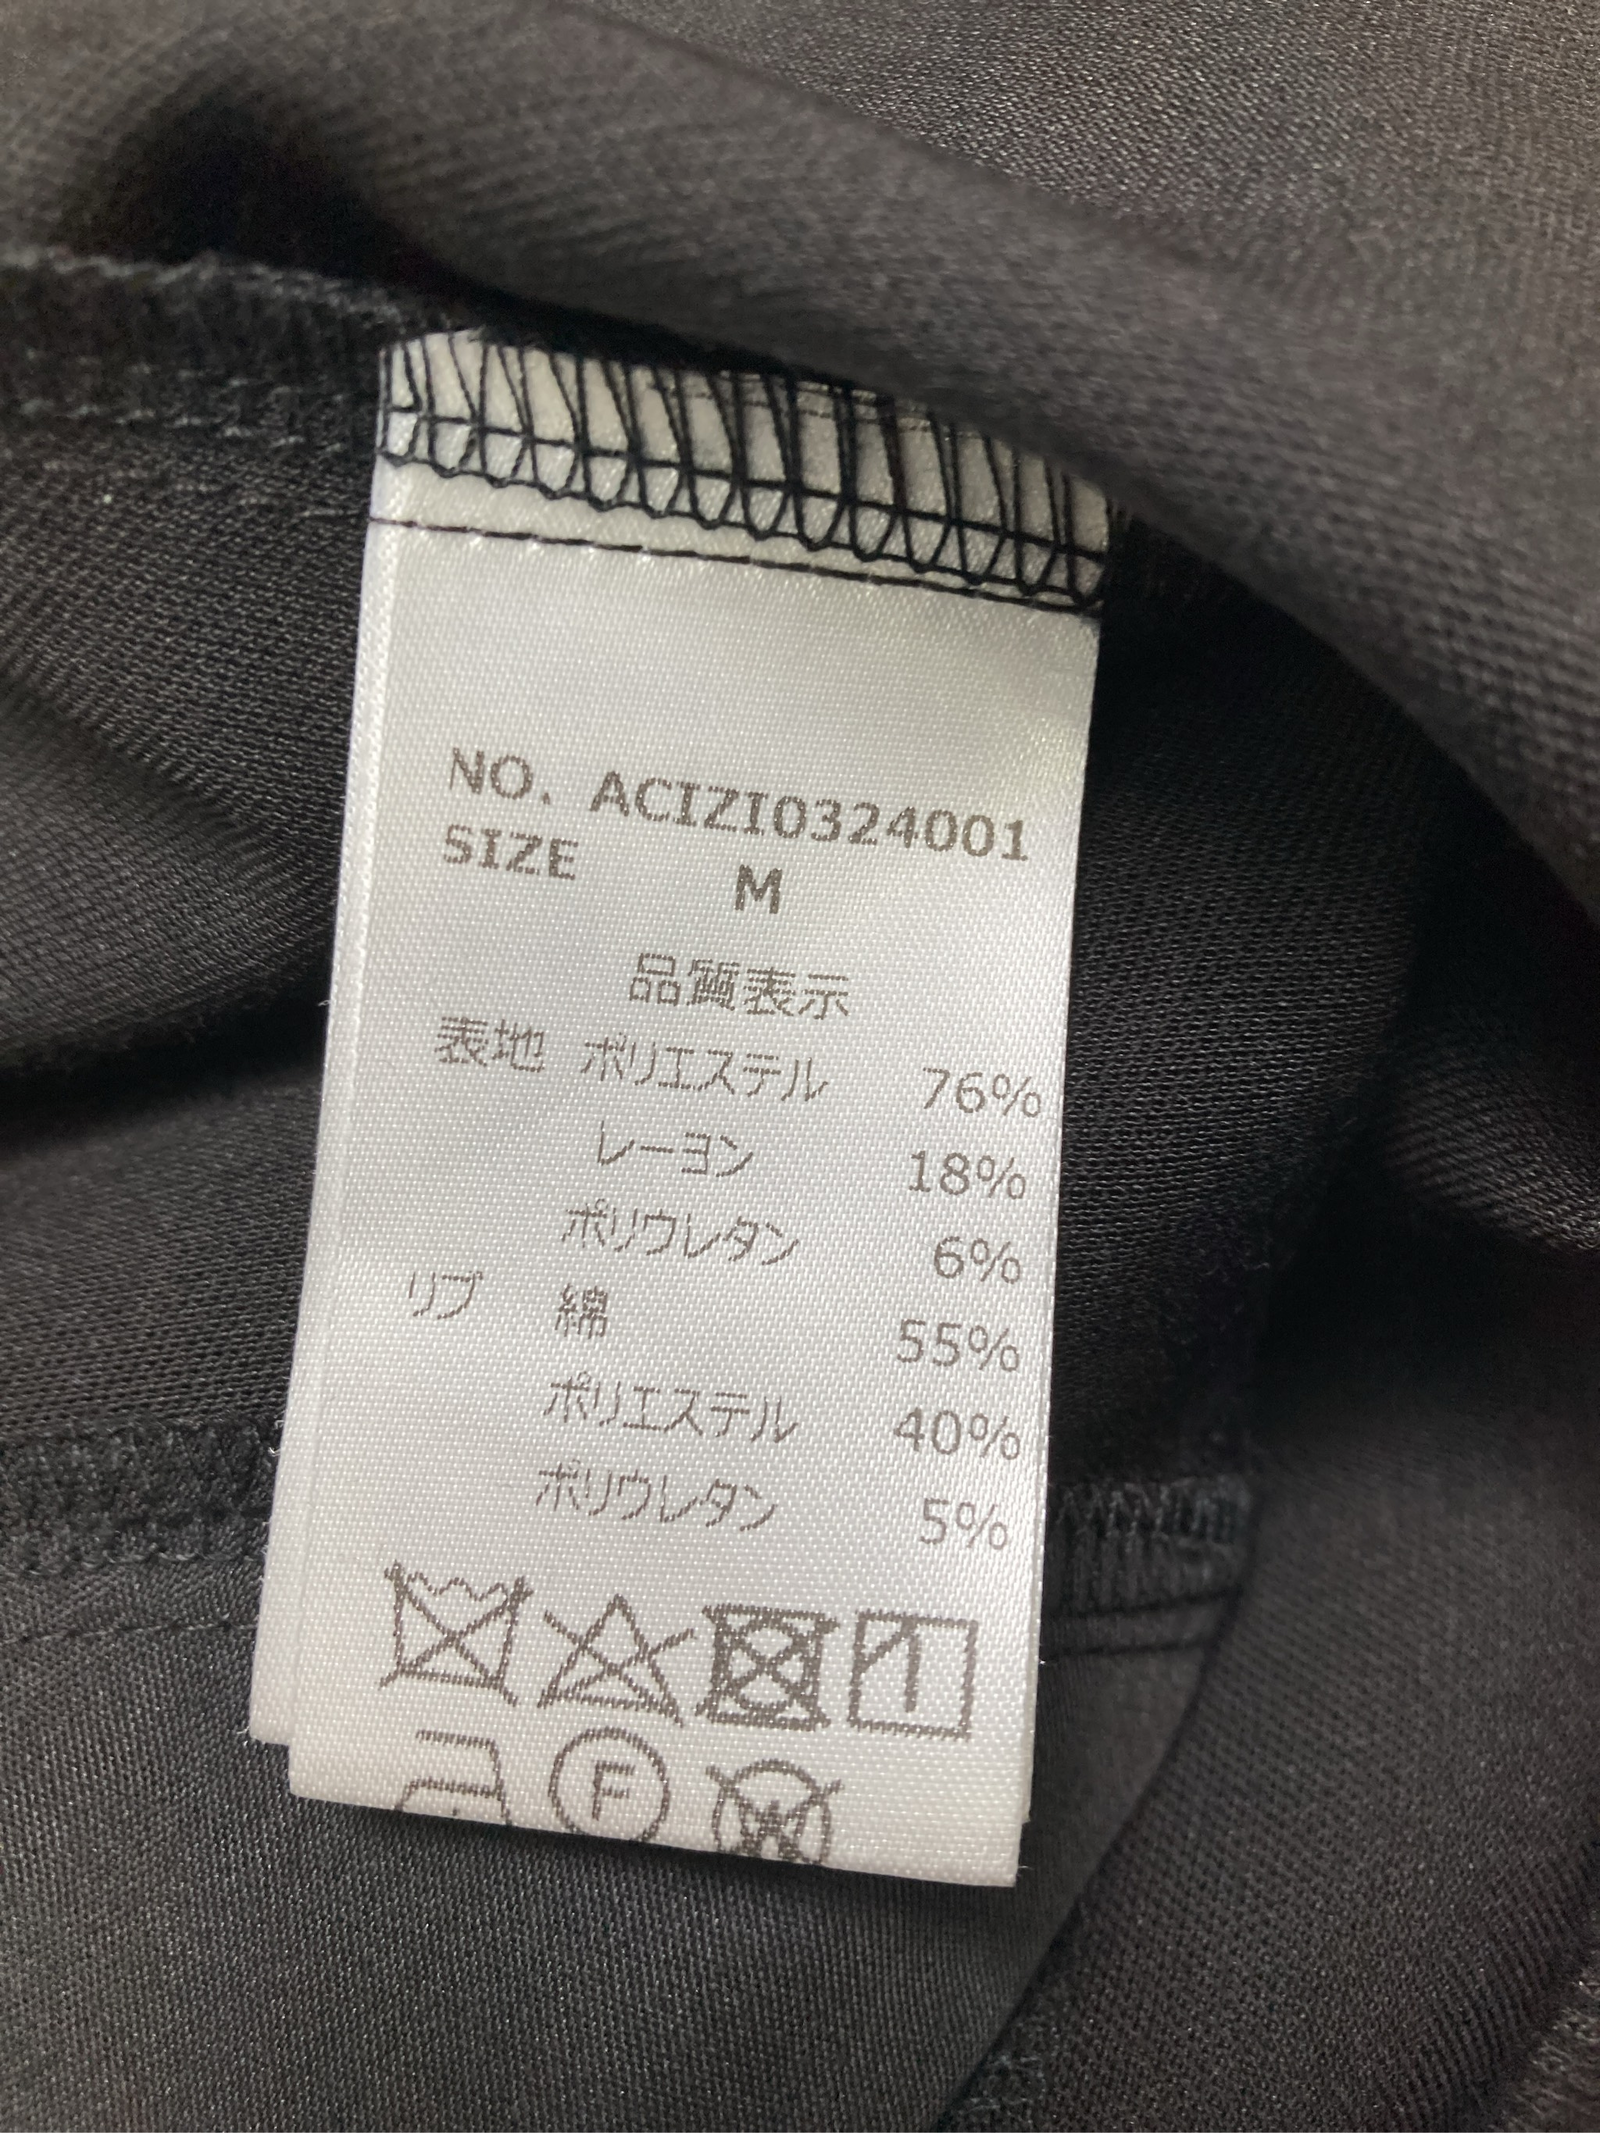 NO. ACIZI0324001
SIZE M
品質表示
表地 ポリエステル 76%
レーヨン 18%
ポリウレタン 6%
リブ 綿 55%
ポリエステル 40%
ポリウレタン 5%
F
W